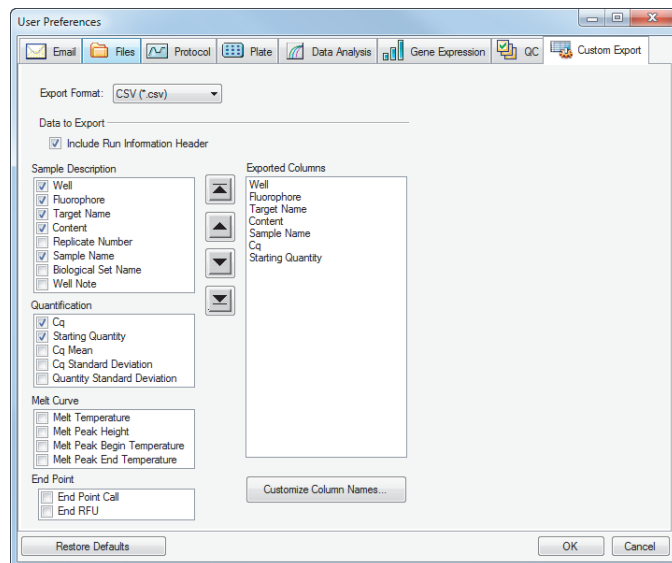 User Preferences
Email Files Protocol Plate Data Analysis Gene Expression QC Custom Export
Export Format: CSV (*.csv)
Data to Export
Include Run Information Header
Sample Description
Well
Fluorophore
Target Name
Content
Replicate Number
Sample Name
Biological Set Name
Well Note
Quantification
Cq
Starting Quantity
Cq Mean
Cq Standard Deviation
Quantity Standard Deviation
Melt Curve
Melt Temperature
Melt Peak Height
Melt Peak Begin Temperature
Melt Peak End Temperature
End Point
End Point Call
End RFU
Exported Columns
Well
Fluorophore
Target Name
Content
Sample Name
Cq
Starting Quantity
Customize Column Names...
Restore Defaults
OK
Cancel